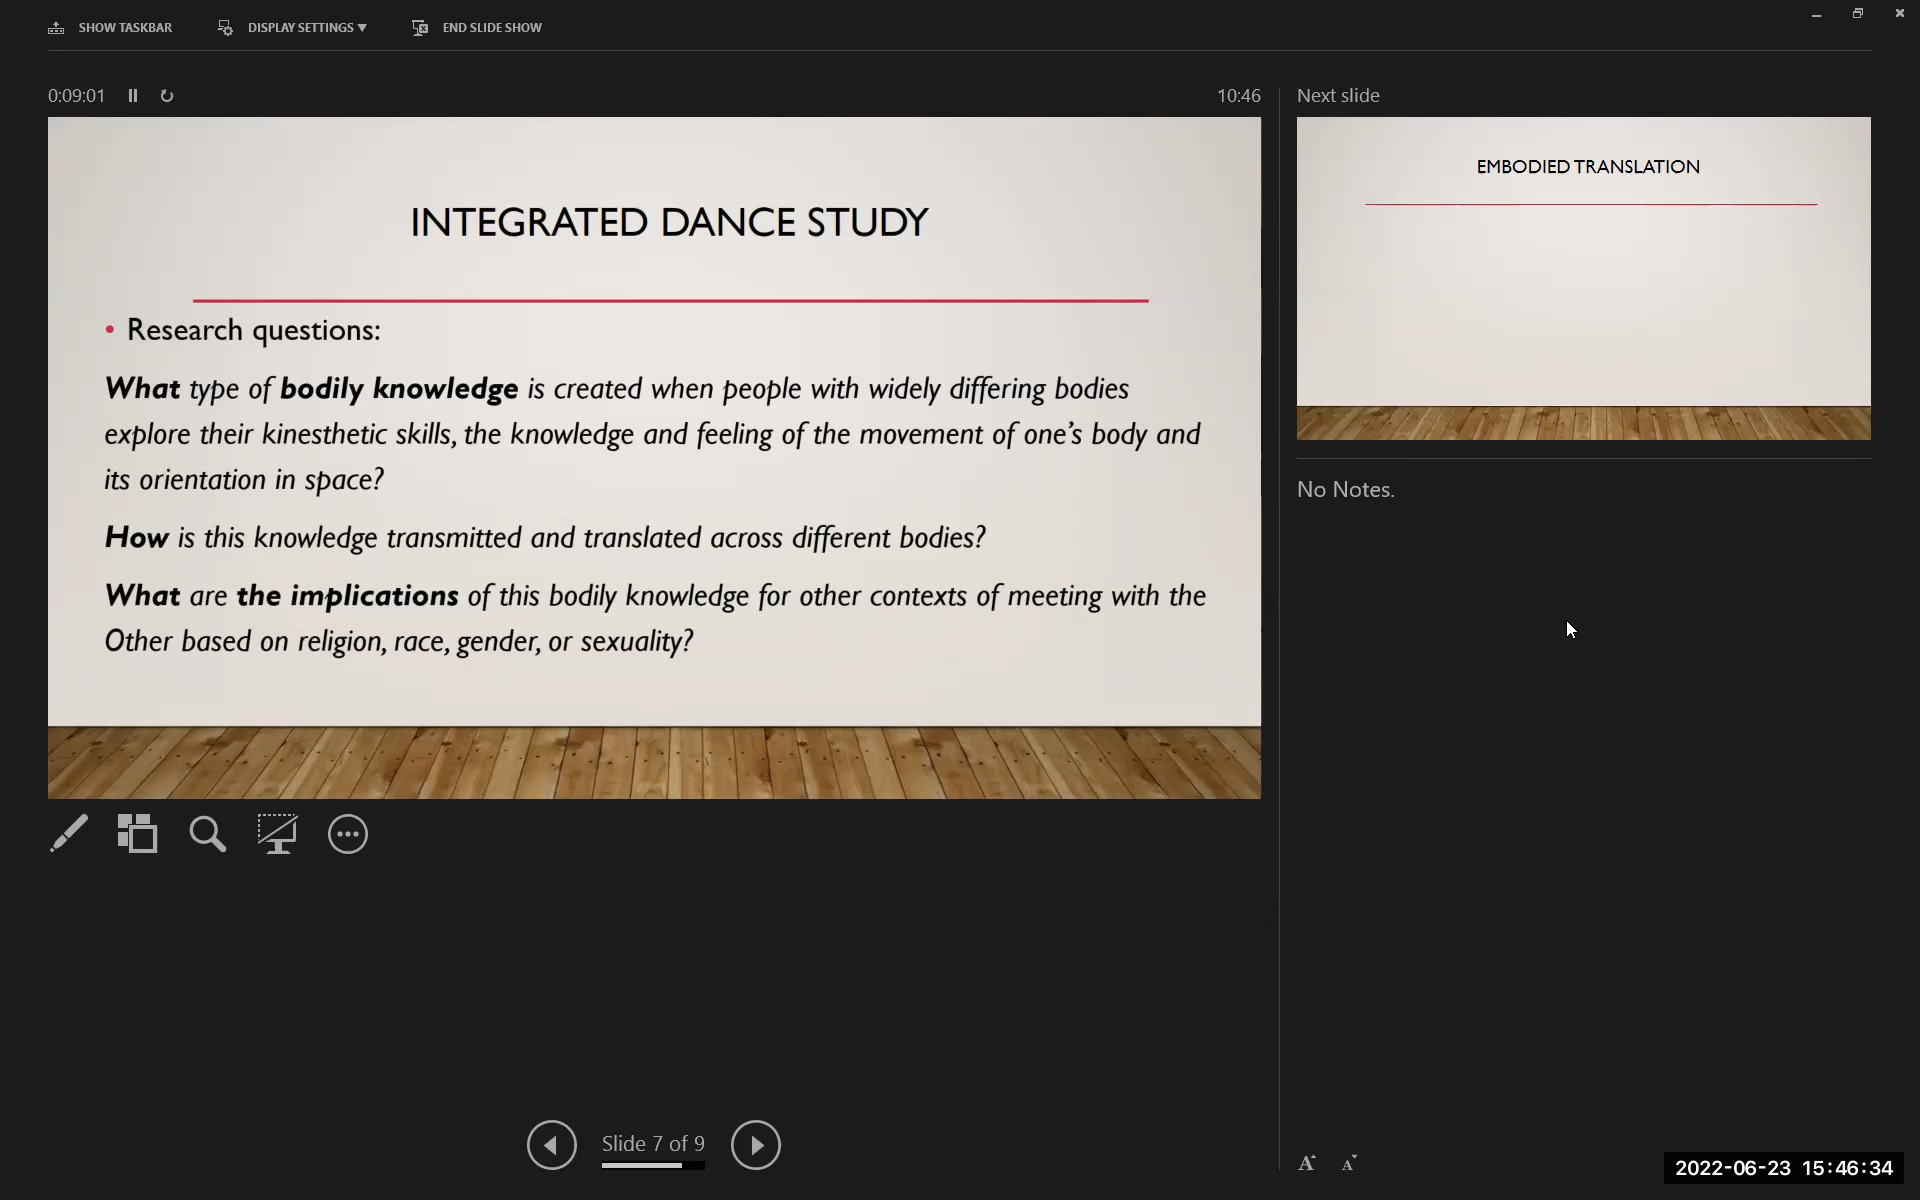 SHOW TASKBAR
DISPLAY SETTINGS ▼
END SLIDE SHOW
0:09:01
10:46
Next slide
INTEGRATED DANCE STUDY
• Research questions:
What type of bodily knowledge is created when people with widely differing bodies
explore their kinesthetic skills, the knowledge and feeling of the movement of one's body and
its orientation in space?
How is this knowledge transmitted and translated across different bodies?
What are the implications of this bodily knowledge for other contexts of meeting with the
Other based on religion, race, gender, or sexuality?
EMBODIED TRANSLATION
No Notes.
Slide 7 of 9
A A
2022-06-23 15:46:34